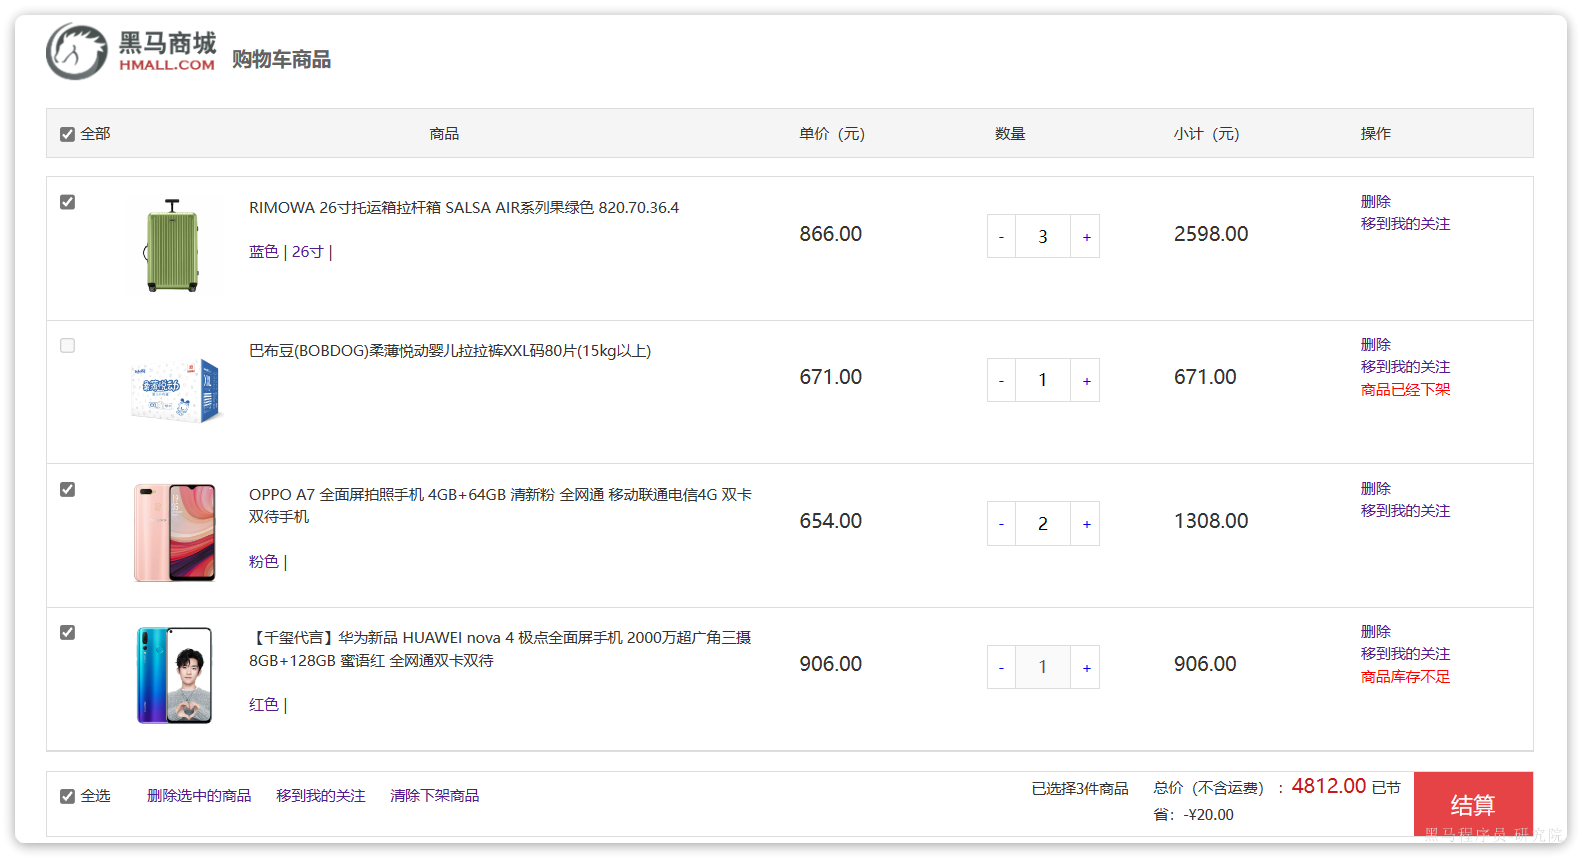 黑马商城
HMALL.COM
购物车商品
全部 商品 单价（元） 数量 小计（元） 操作
RIMOWA 26寸托运箱拉杆箱 SALSA AIR系列果绿色 820.70.36.4
蓝色 | 26寸 |
866.00
- 3 +
2598.00
删除
移到我的关注
巴布豆(BOBDOG)柔薄悦动婴儿拉拉裤XXL码80片(15kg以上)
671.00
- 1 +
671.00
删除
移到我的关注
商品已经下架
OPPO A7 全面屏拍照手机 4GB+64GB 清新粉 全网通 移动联通电信4G 双卡
双待手机
粉色 |
654.00
- 2 +
1308.00
删除
移到我的关注
【千玺代言】华为新品 HUAWEI nova 4 极点全面屏手机 2000万超广角三摄
8GB+128GB 蜜语红 全网通双卡双待
红色 |
906.00
- 1 +
906.00
删除
移到我的关注
商品库存不足
全选 删除选中的商品 移到我的关注 清除下架商品
已选择3件商品
总价（不含运费）：4812.00 已节
省：-¥20.00
结算
黑马程序员·研究院